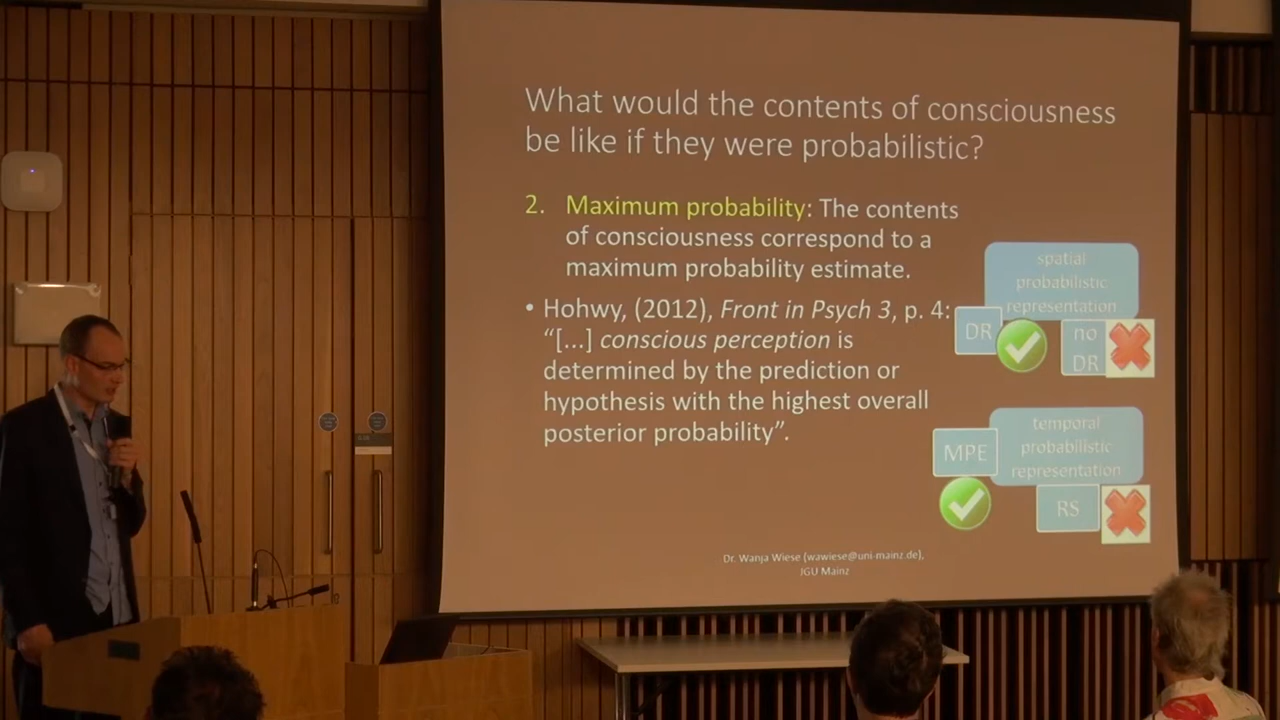 What would the contents of consciousness
be like if they were probabilistic?
2. Maximum probability: The contents
of consciousness correspond to a
maximum probability estimate.
• Hohwy, (2012), Front in Psych 3, p. 4:
“[...] conscious perception is
determined by the prediction or
hypothesis with the highest overall
posterior probability”.
spatial
probabilistic
representation
DR
no
DR
temporal
probabilistic
representation
MPE
RS
Dr. Wanja Wiese (wawiese@uni-mainz.de),
JGU Mainz